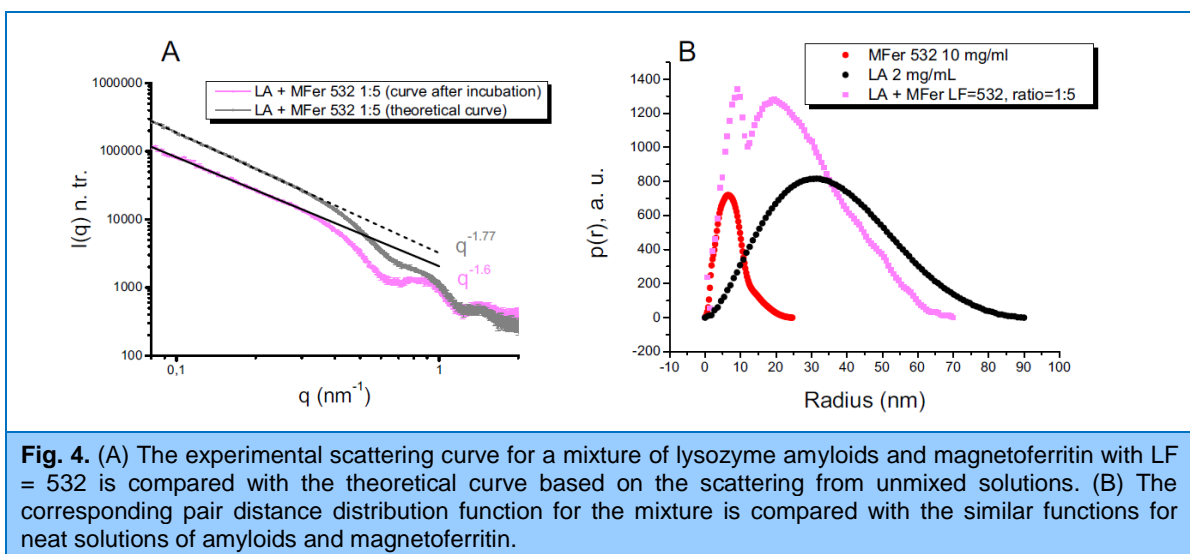 A
1000000
100000
10000
1000
100
I(q) n. tr.
LA + MFer 532 1:5 (curve after incubation)
LA + MFer 532 1:5 (theoretical curve)
q-1.77
q-1.6
0,1
1
q (nm-1)
B
MFer 532 10 mg/ml
LA 2 mg/mL
LA + MFer LF=532, ratio=1:5
1400
1200
1000
800
600
400
200
0
-200
p(r), a. u.
-10 0 10 20 30 40 50 60 70 80 90 100
Radius (nm)
Fig. 4. (A) The experimental scattering curve for a mixture of lysozyme amyloids and magnetoferritin with LF
= 532 is compared with the theoretical curve based on the scattering from unmixed solutions. (B) The
corresponding pair distance distribution function for the mixture is compared with the similar functions for
neat solutions of amyloids and magnetoferritin.